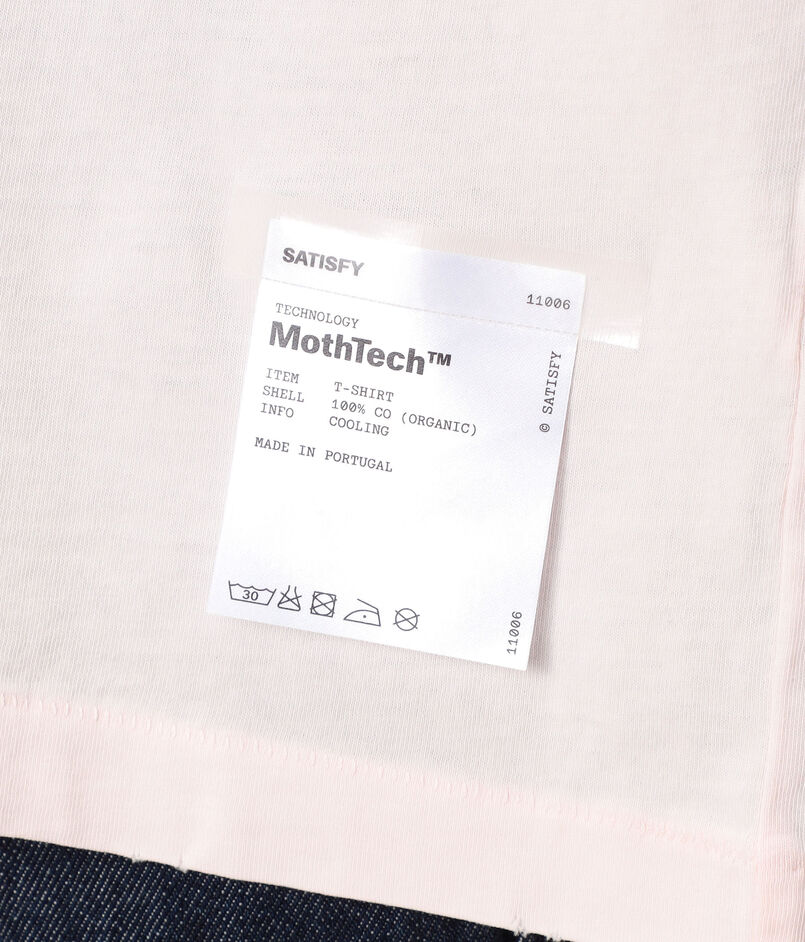 SATISFY
11006
TECHNOLOGY
MothTech™
ITEM T-SHIRT
SHELL 100% CO (ORGANIC)
INFO COOLING
MADE IN PORTUGAL
© SATISFY
30
11006